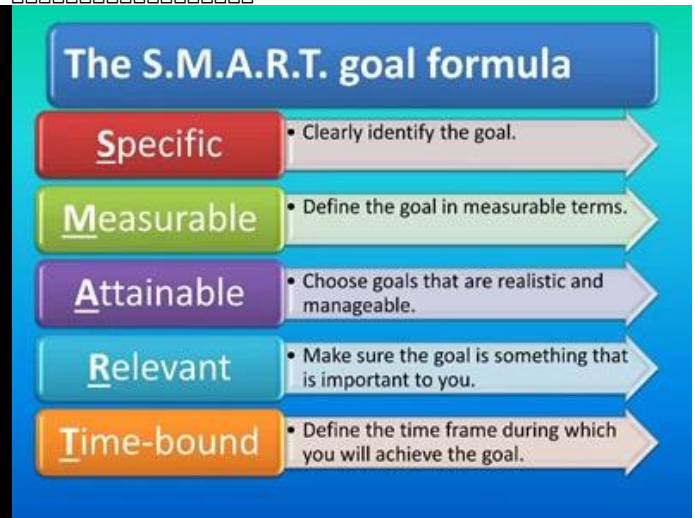 The S.M.A.R.T. goal formula
Specific
• Clearly identify the goal.
Measurable
• Define the goal in measurable terms.
Attainable
• Choose goals that are realistic and
manageable.
Relevant
• Make sure the goal is something that
is important to you.
Time-bound
• Define the time frame during which
you will achieve the goal.